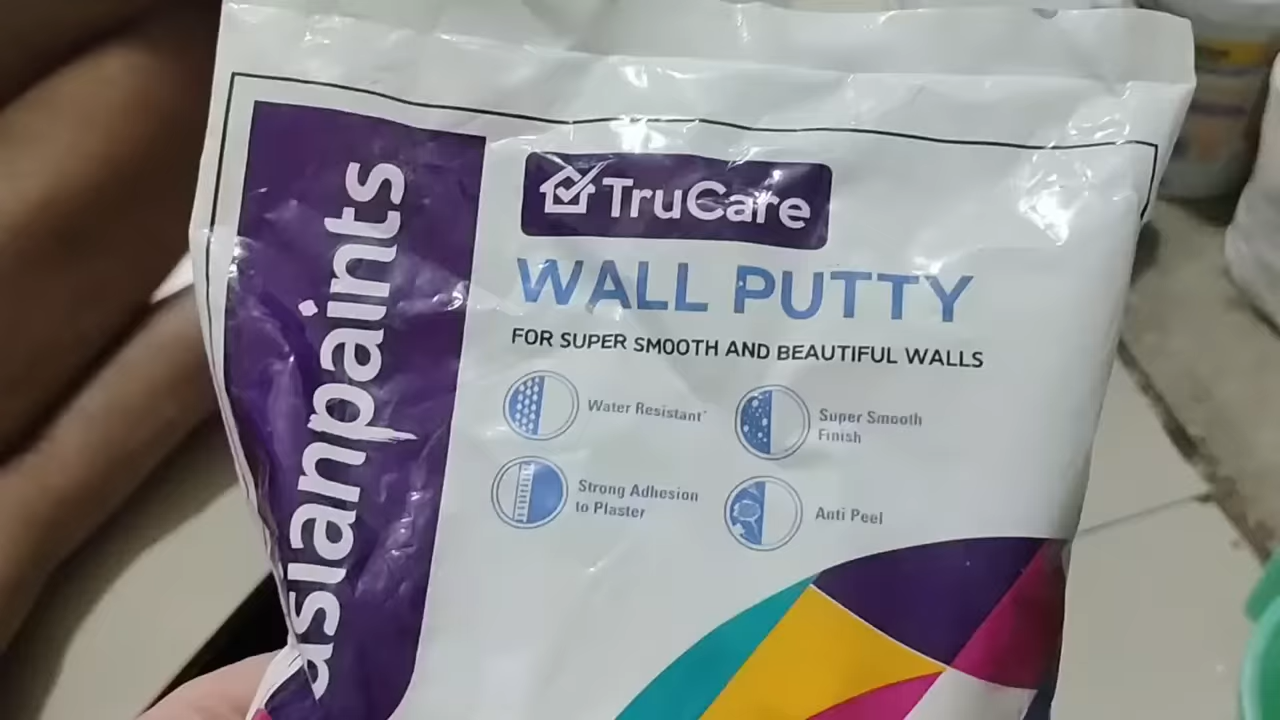 asianpaints
TruCare
WALL PUTTY
FOR SUPER SMOOTH AND BEAUTIFUL WALLS
Water Resistant*
Super Smooth
Finish
Strong Adhesion
to Plaster
Anti Peel